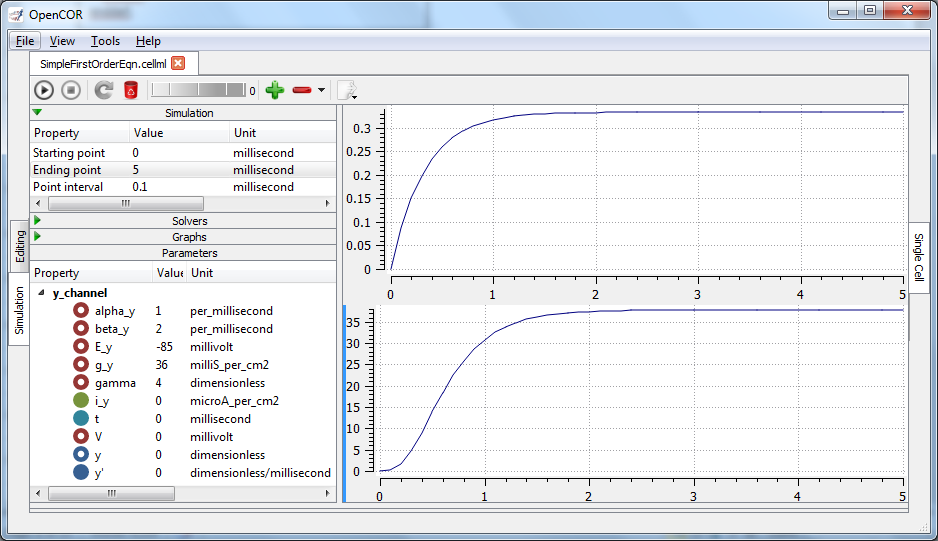 OpenCOR
File View Tools Help
SimpleFirstOrderEqn.cellml
0
Simulation
Property Value Unit
Starting point 0 millisecond
Ending point 5 millisecond
Point interval 0.1 millisecond
Solvers
Graphs
Parameters
Property Value Unit
y_channel
alpha_y 1 per_millisecond
beta_y 2 per_millisecond
E_y -85 millivolt
g_y 36 milliS_per_cm2
gamma 4 dimensionless
i_y 0 microA_per_cm2
t 0 millisecond
V 0 millivolt
y 0 dimensionless
y' 0 dimensionless/millisecond
Editing
Simulation
0.3
0.25
0.2
0.15
0.1
0.05
0
0 1 2 3 4 5
35
30
25
20
15
10
5
0
0 1 2 3 4 5
Single Cell